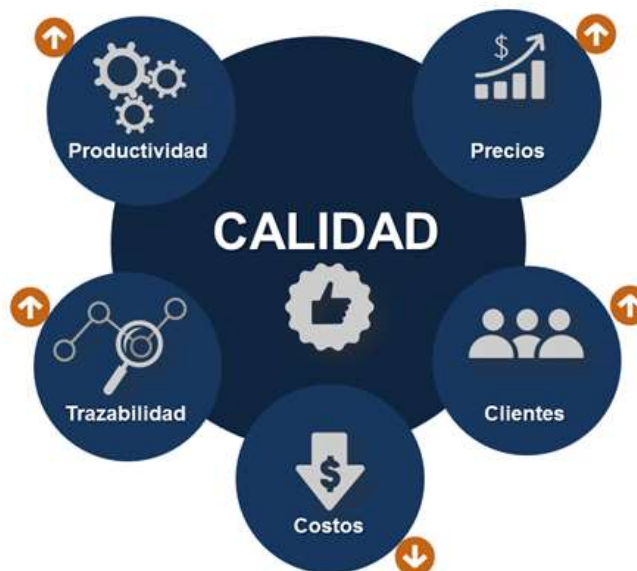 $
Productividad
Precios
CALIDAD
Trazabilidad
Clientes
$
Costos